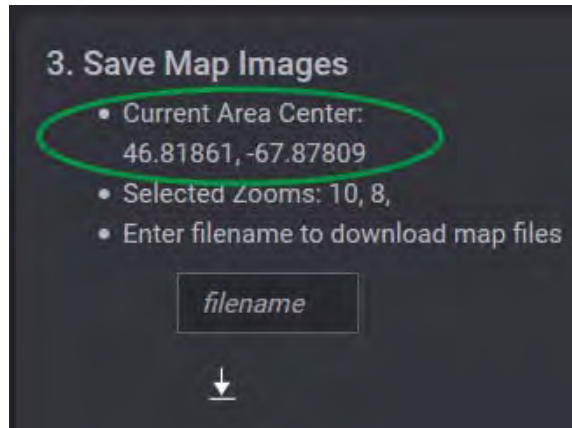 3. Save Map Images
• Current Area Center:
46.81861, -67.87809
• Selected Zooms: 10, 8,
• Enter filename to download map files
filename